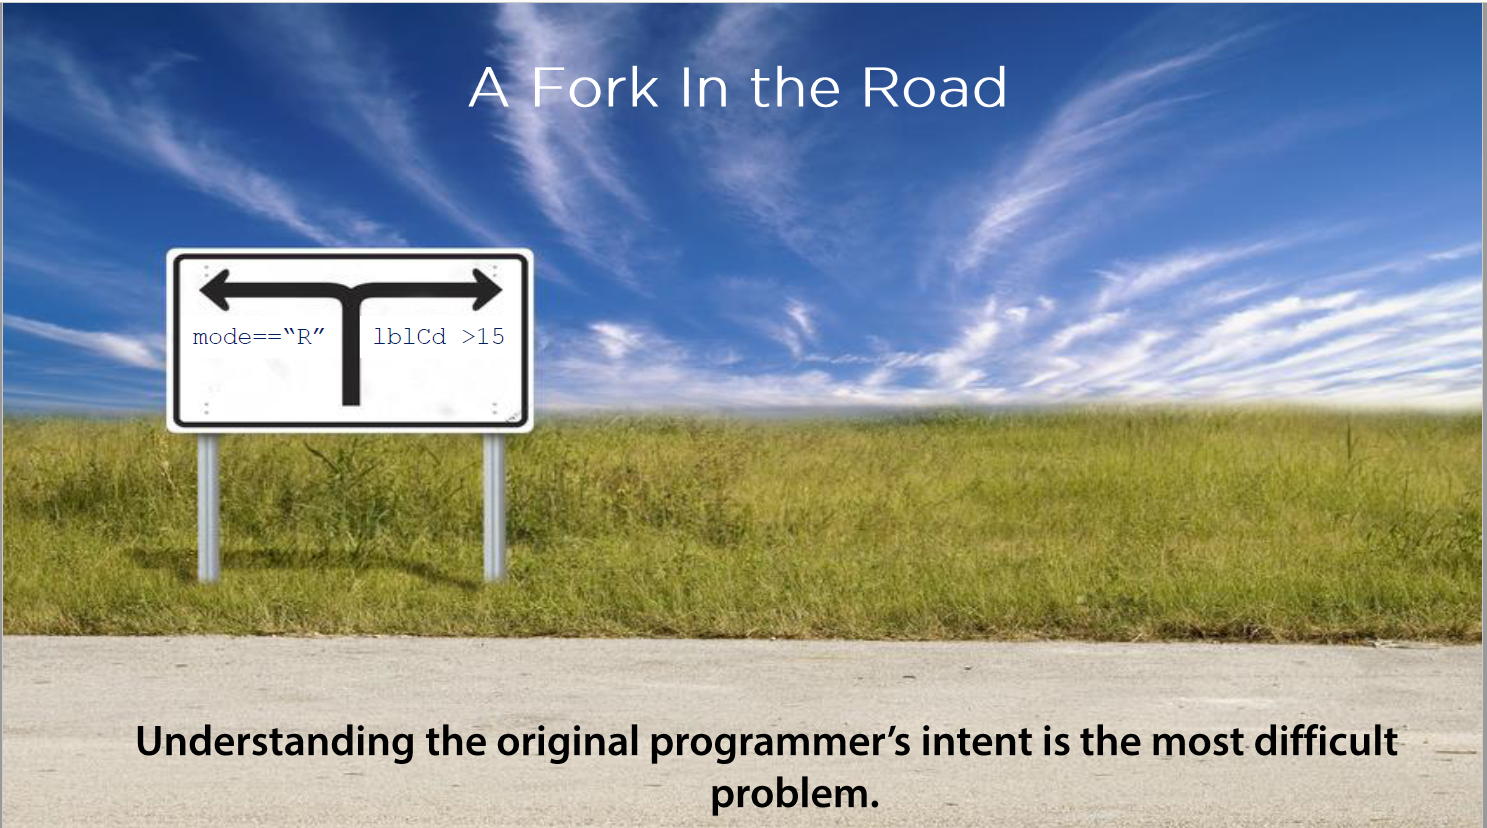 A Fork In the Road
mode==“R” lblCd >15
Understanding the original programmer’s intent is the most difficult
problem.